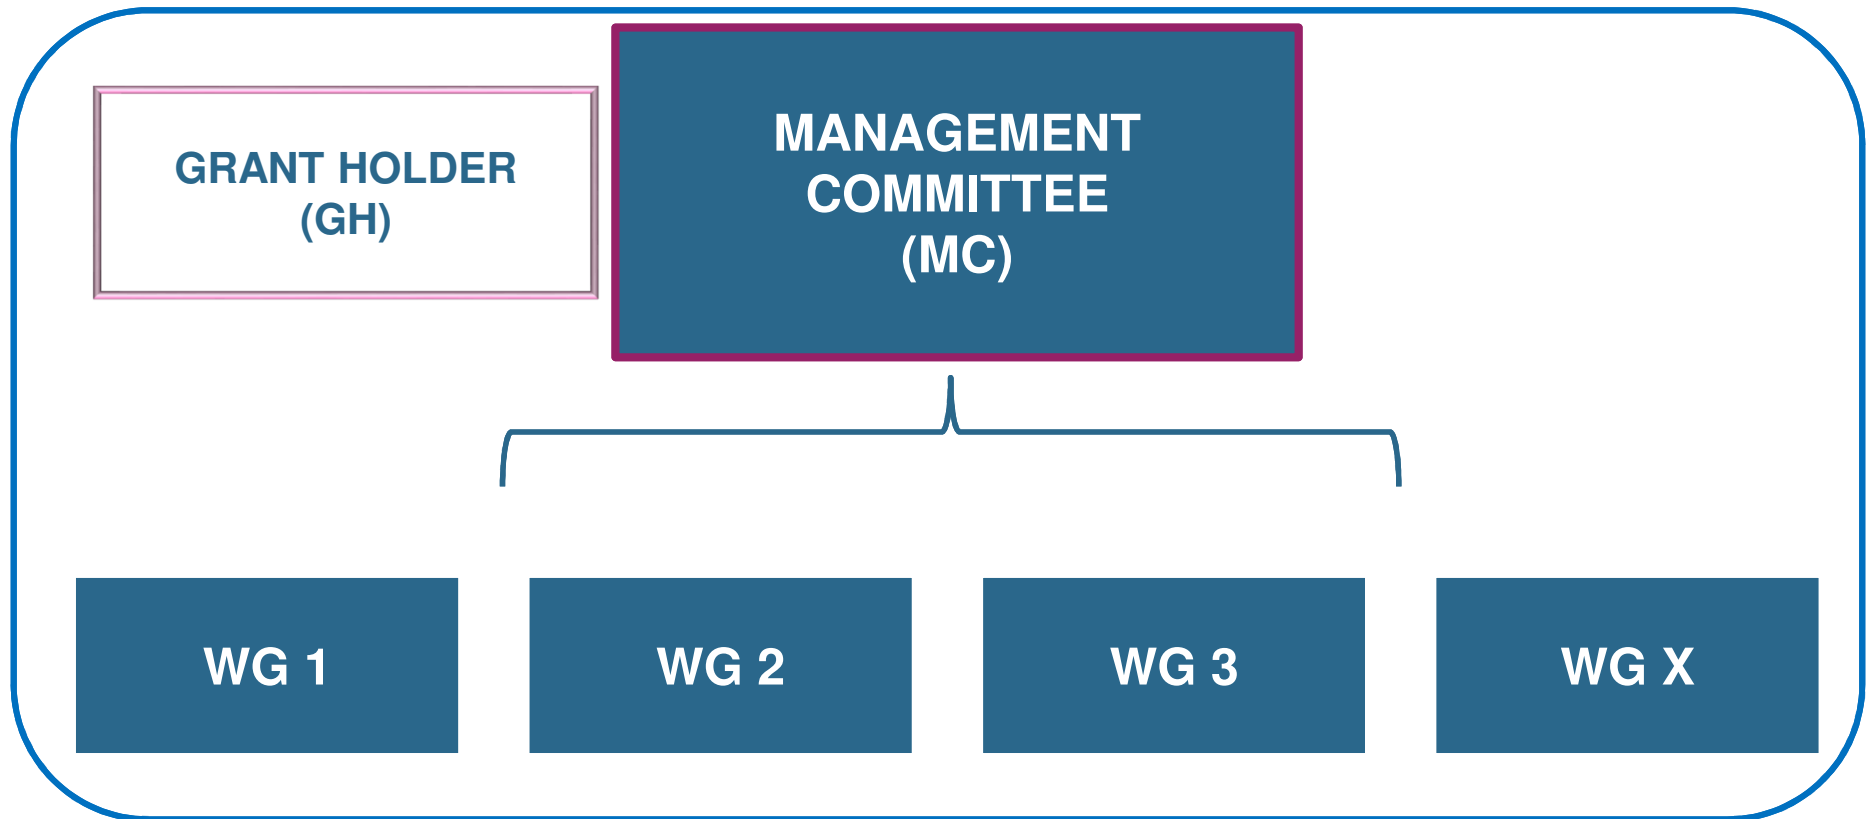 GRANT HOLDER
(GH)
MANAGEMENT
COMMITTEE
(MC)
WG 1
WG 2
WG 3
WG X